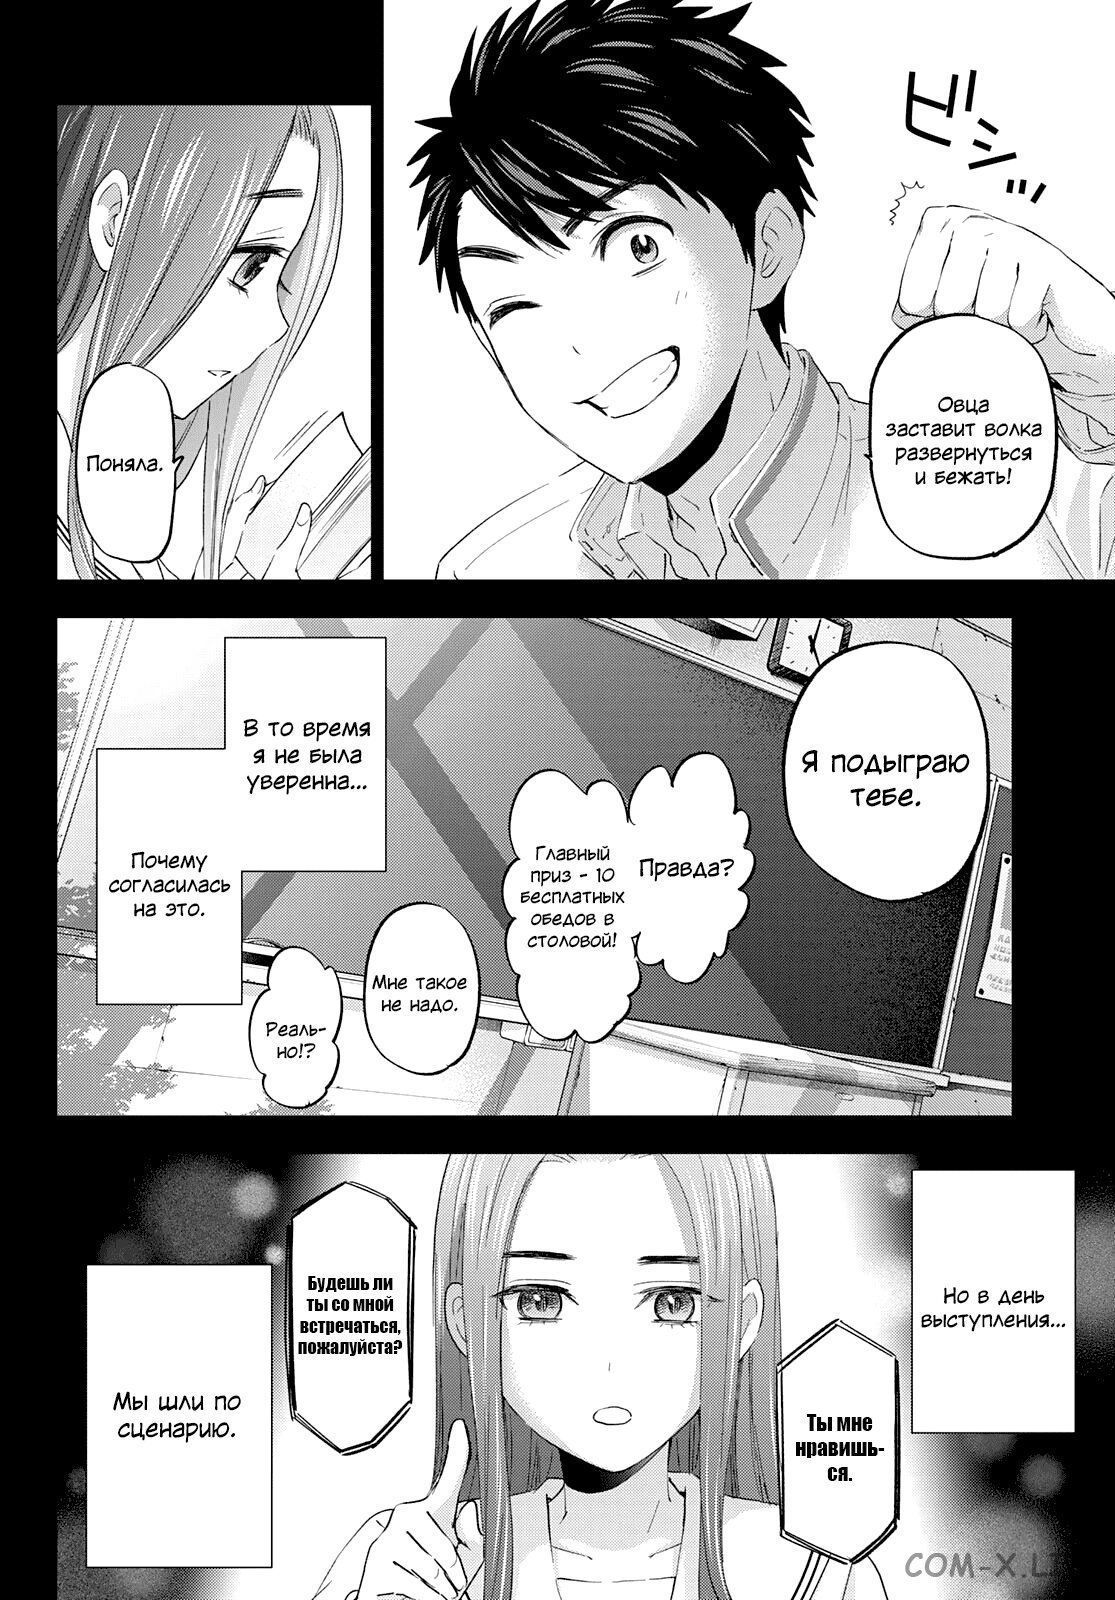 ビシッ
Овца
заставит волка
развернуться
и бежать!
Поняла.
Я подыграю
тебе.
Правда?
Главный
приз - 10
бесплатных
обедов в
столовой!
Мне такое
не надо.
Реаль-
но!?
В то время
я не была
уверенна...
Почему
согласилась
на это.
Но в день
выступления...
Ты мне
нравишь-
ся.
Будешь ли
ты со мной
встречаться,
пожалуйста?
Мы шли по
сценарию.
COM-X.LI